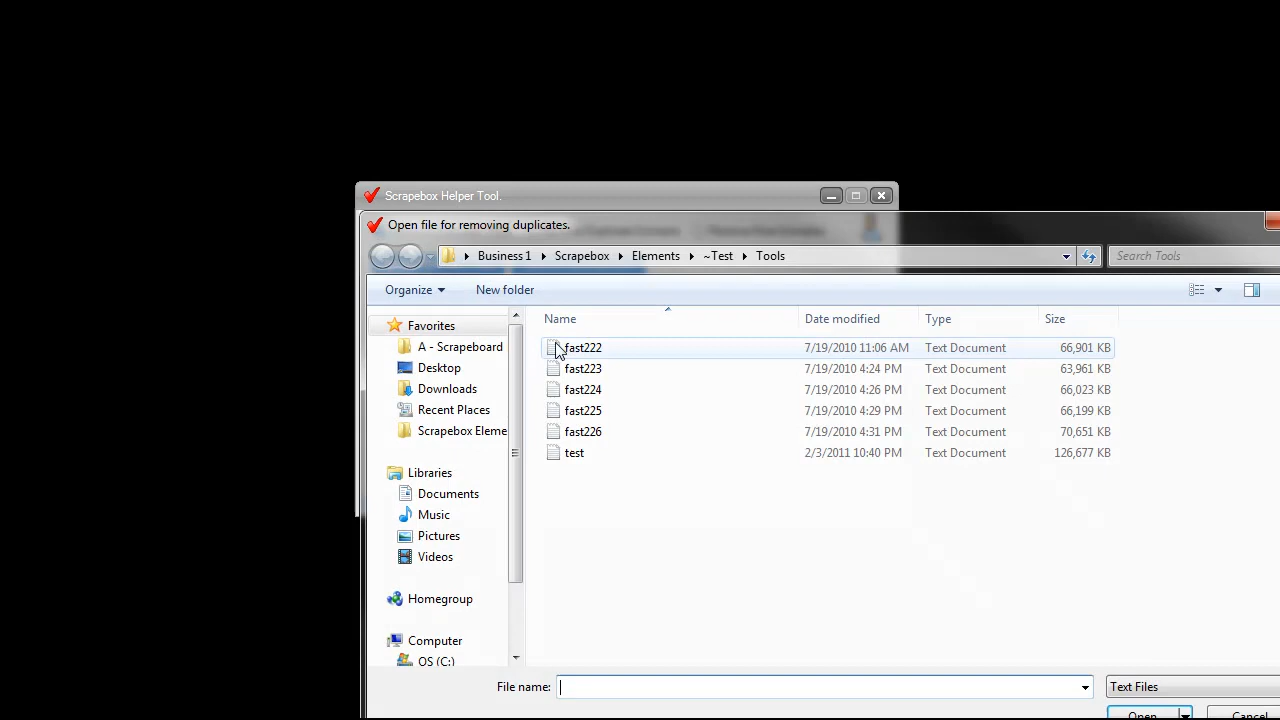 Scrapebox Helper Tool.
Open file for removing duplicates.
Business 1 Scrapebox Elements ~Test Tools Search Tools
Organize New folder
Name Date modified Type Size
Favorites
A - Scrapeboard
Desktop
Downloads
Recent Places
Scrapebox Eleme
Libraries
Documents
Music
Pictures
Videos
Homegroup
Computer
OS (C:)
fast222 7/19/2010 11:06 AM Text Document 66,901 KB
fast223 7/19/2010 4:24 PM Text Document 63,961 KB
fast224 7/19/2010 4:26 PM Text Document 66,023 KB
fast225 7/19/2010 4:29 PM Text Document 66,199 KB
fast226 7/19/2010 4:31 PM Text Document 70,651 KB
test 2/3/2011 10:40 PM Text Document 126,677 KB
File name: Text Files
Open Cancel